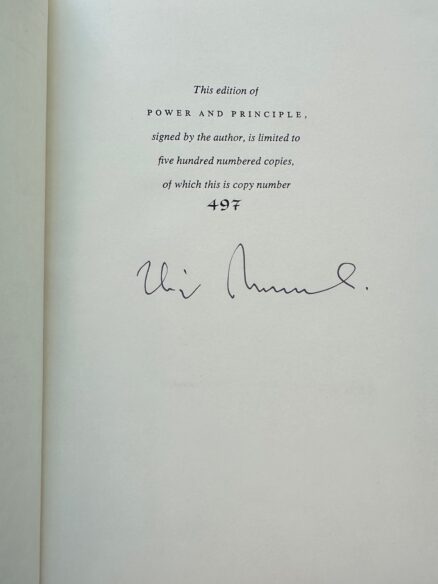 This edition of
POWER AND PRINCIPLE,
signed by the author, is limited to
five hundred numbered copies,
of which this is copy number
497